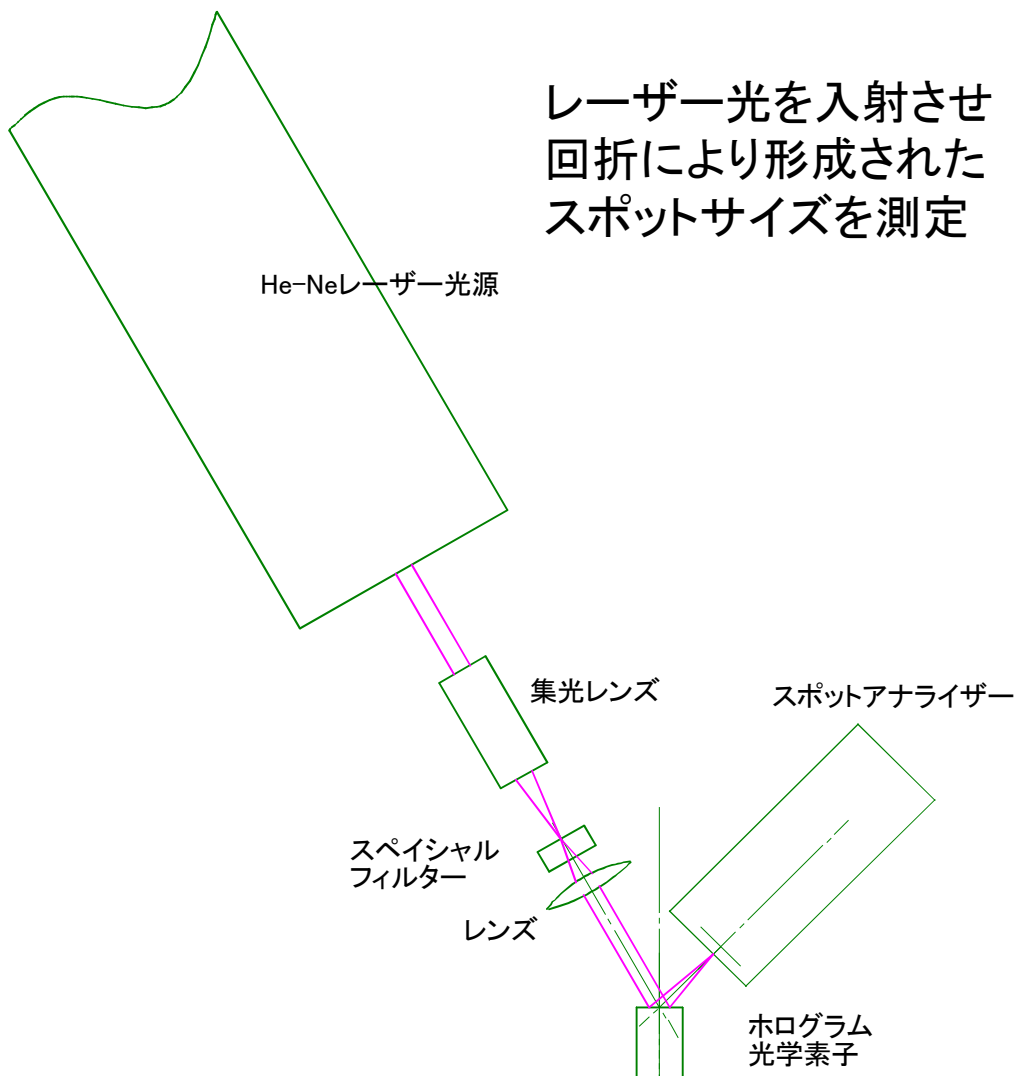 レーザー光を入射させ
回折により形成された
スポットサイズを測定
He-Neレーザー光源
集光レンズ
スポットアナライザー
スペイシャル
フィルター
レンズ
ホログラム
光学素子